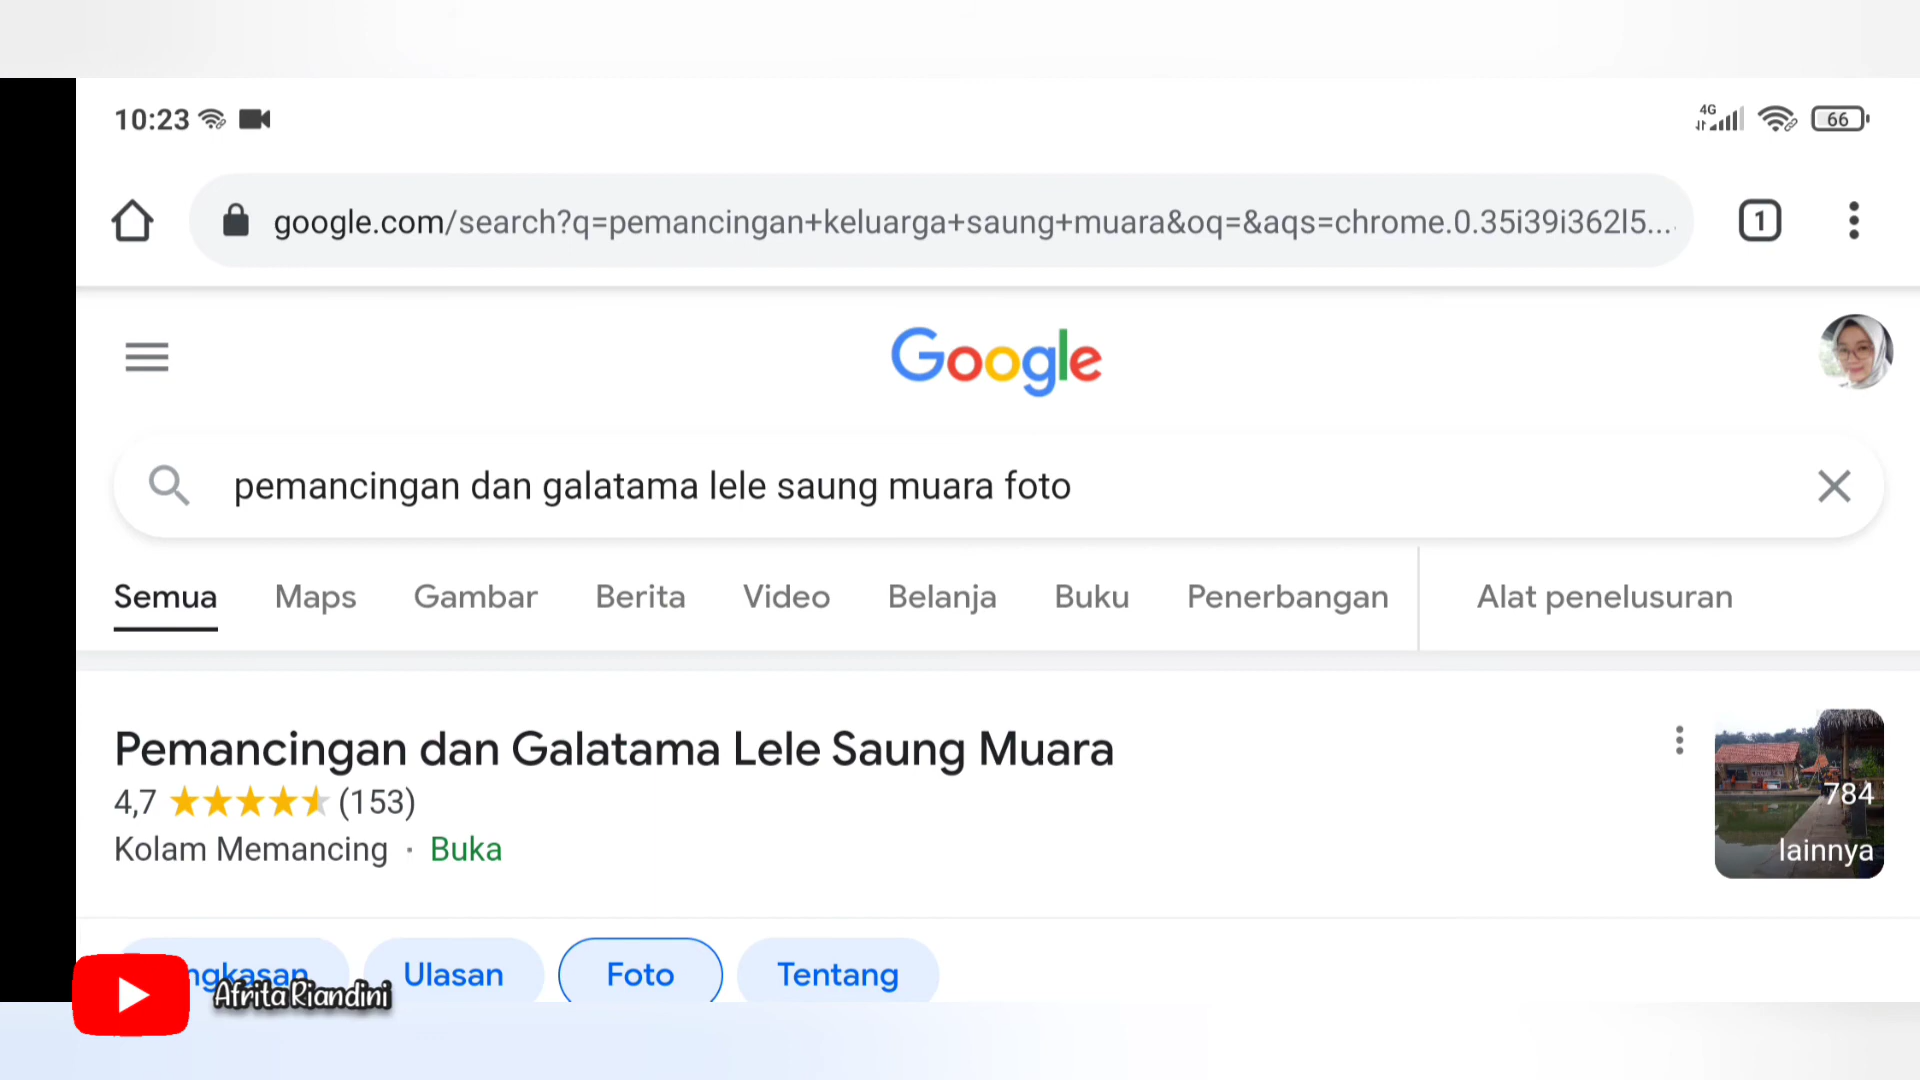 10:23
4G
66
google.com/search?q=pemancingan+keluarga+saung+muara&oq=&aqs=chrome.0.35i39i362l5...
1
Google
pemancingan dan galatama lele saung muara foto
Semua Maps Gambar Berita Video Belanja Buku Penerbangan Alat penelusuran
Pemancingan dan Galatama Lele Saung Muara
4,7 (153)
Kolam Memancing · Buka
784
lainnya
ngkasan Ulasan Foto Tentang
Afrita Riandini